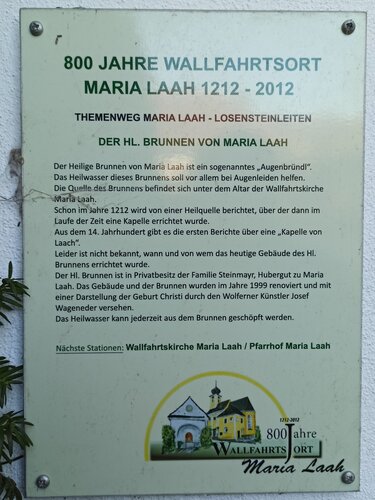 800 JAHRE WALLFAHRTSORT
MARIA LAAH 1212 - 2012
THEMENWEG MARIA LAAH - LOSENSTEINLEITEN
DER HL. BRUNNEN VON MARIA LAAH
Der Heilige Brunnen von Maria Laah ist ein sogenanntes „Augenbründl".
Das Heilwasser dieses Brunnens soll vor allem bei Augenleiden helfen.
Die Quelle des Brunnens befindet sich unter dem Altar der Wallfahrtskirche
Maria Laah.
Schon im Jahre 1212 wird von einer Heilquelle berichtet, über der dann im
Laufe der Zeit eine Kapelle errichtet wurde.
Aus dem 14. Jahrhundert gibt es die ersten Berichte über eine „Kapelle von
Laach".
Leider ist nicht bekannt, wann und von wem das heutige Gebäude des Hl.
Brunnens errichtet wurde.
Der Hl. Brunnen ist in Privatbesitz der Familie Steinmayr, Hubergut zu Maria
Laah. Das Gebäude und der Brunnen wurden im Jahre 1999 renoviert und mit
einer Darstellung der Geburt Christi durch den Wolferner Künstler Josef
Wageneder versehen.
Das Heilwasser kann jederzeit aus dem Brunnen geschöpft werden.
Nächste Stationen: Wallfahrtskirche Maria Laah / Pfarrhof Maria Laah
1212-2012
800 Jahre
WALLFAHRTSORT
Maria Laah